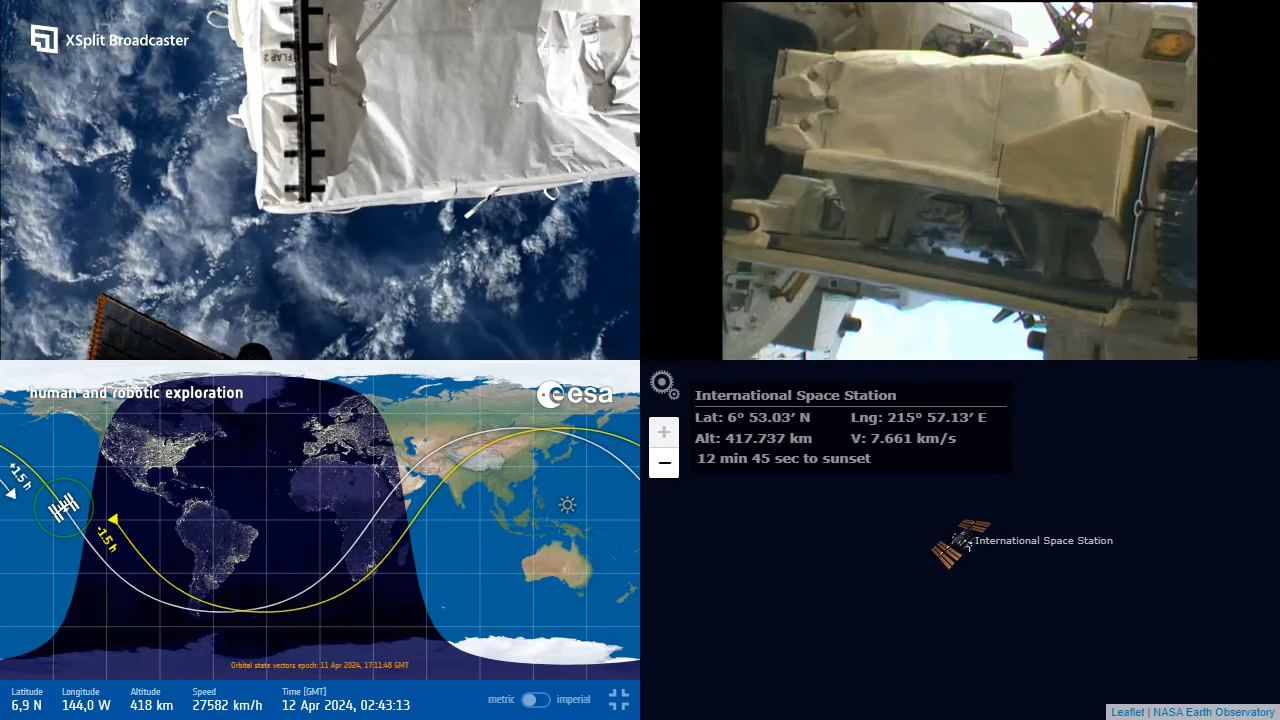 XSplit Broadcaster
FLAP 2
human and robotic exploration
esa
+1.5 h
-1.5 h
Orbital state vectors epoch: 11 Apr 2024, 17:11:48 GMT
Latitude Longitude Altitude Speed Time [GMT]
6,9 N 144,0 W 418 km 27582 km/h 12 Apr 2024, 02:43:13
metric imperial
+
−
International Space Station
Lat: 6° 53.03′ N Lng: 215° 57.13′ E
Alt: 417.737 km V: 7.661 km/s
12 min 45 sec to sunset
International Space Station
Leaflet | NASA Earth Observatory